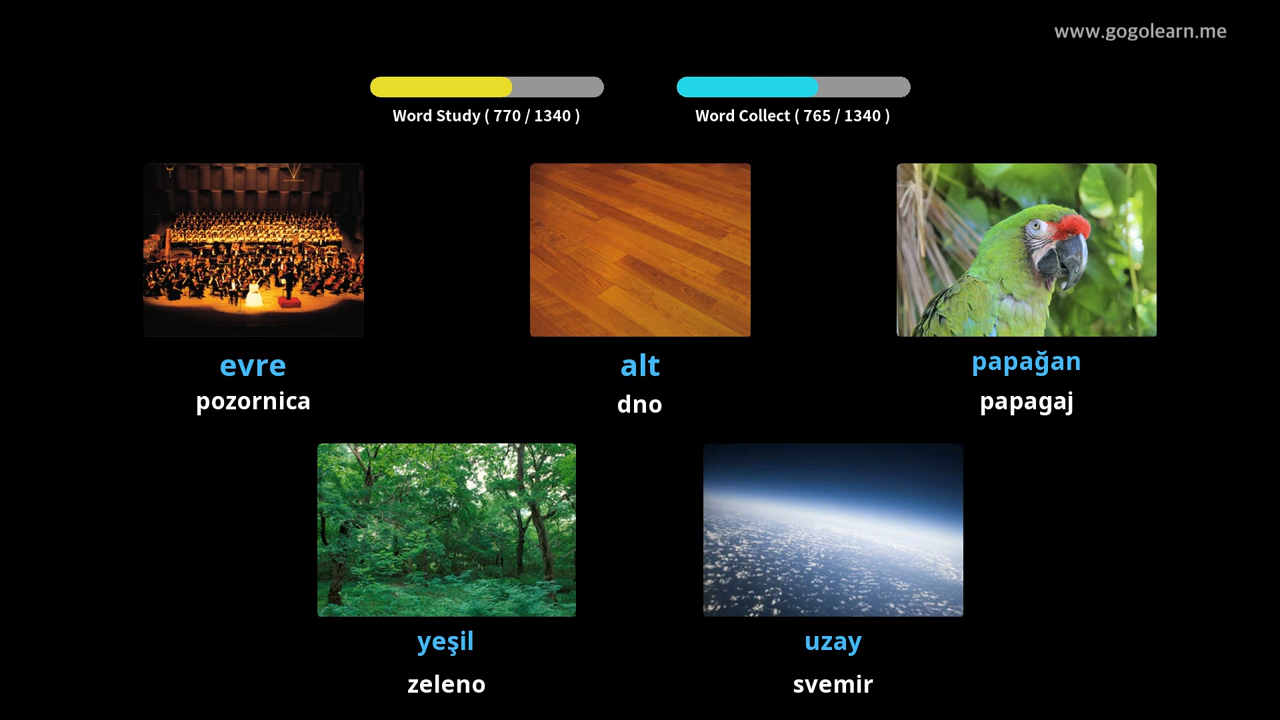 www.gogolearn.me
Word Study ( 770 / 1340 )
Word Collect ( 765 / 1340 )
evre
pozornica
alt
dno
papağan
papagaj
yeşil
zeleno
uzay
svemir